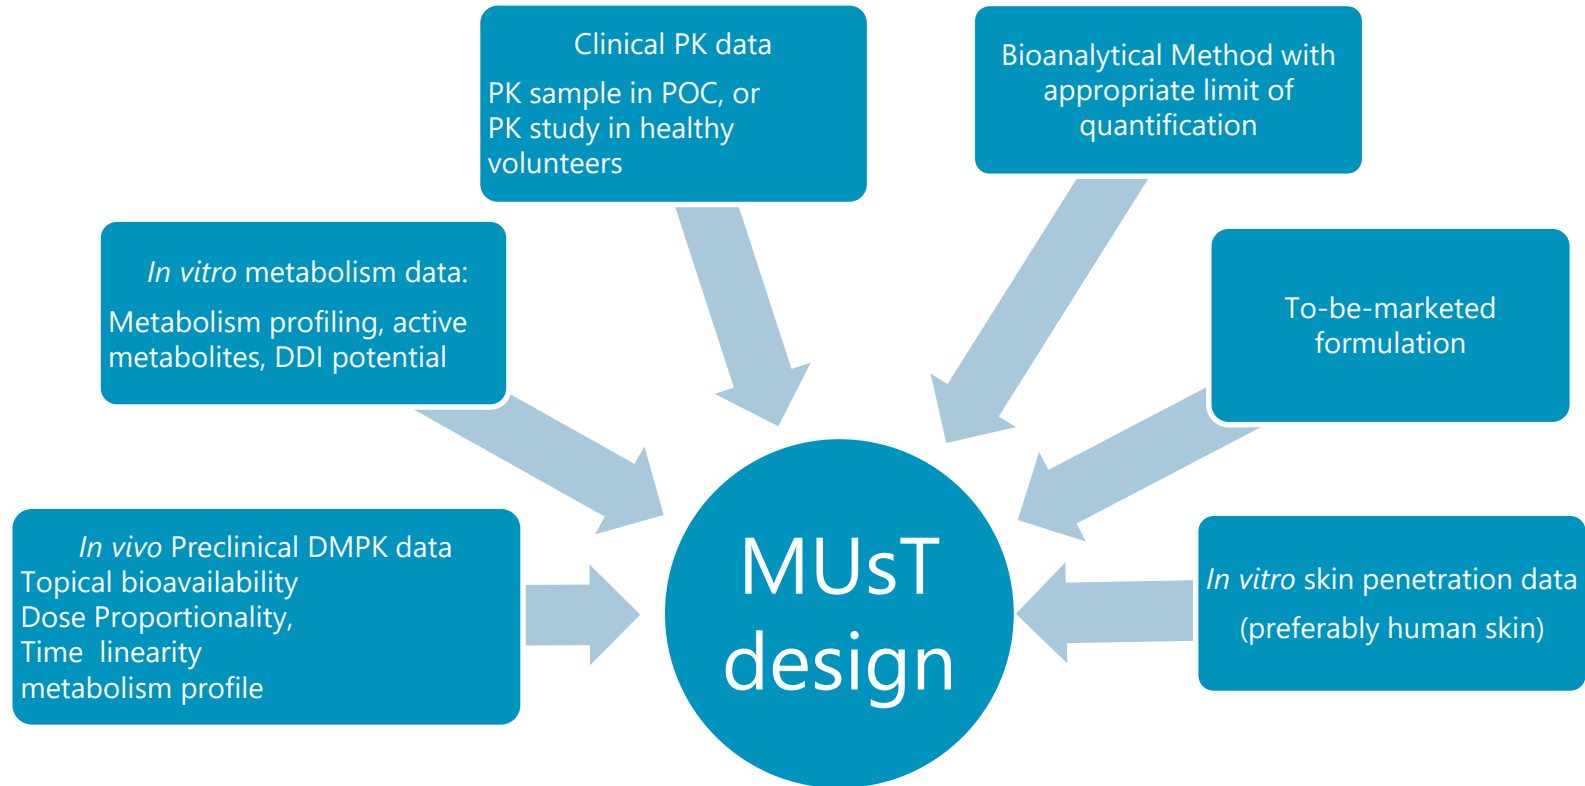 Clinical PK data
PK sample in POC, or
PK study in healthy
volunteers
Bioanalytical Method with
appropriate limit of
quantification
In vitro metabolism data:
Metabolism profiling, active
metabolites, DDI potential
To-be-marketed
formulation
In vivo Preclinical DMPK data
Topical bioavailability
Dose Proportionality,
Time linearity
metabolism profile
MUsT
design
In vitro skin penetration data
(preferably human skin)